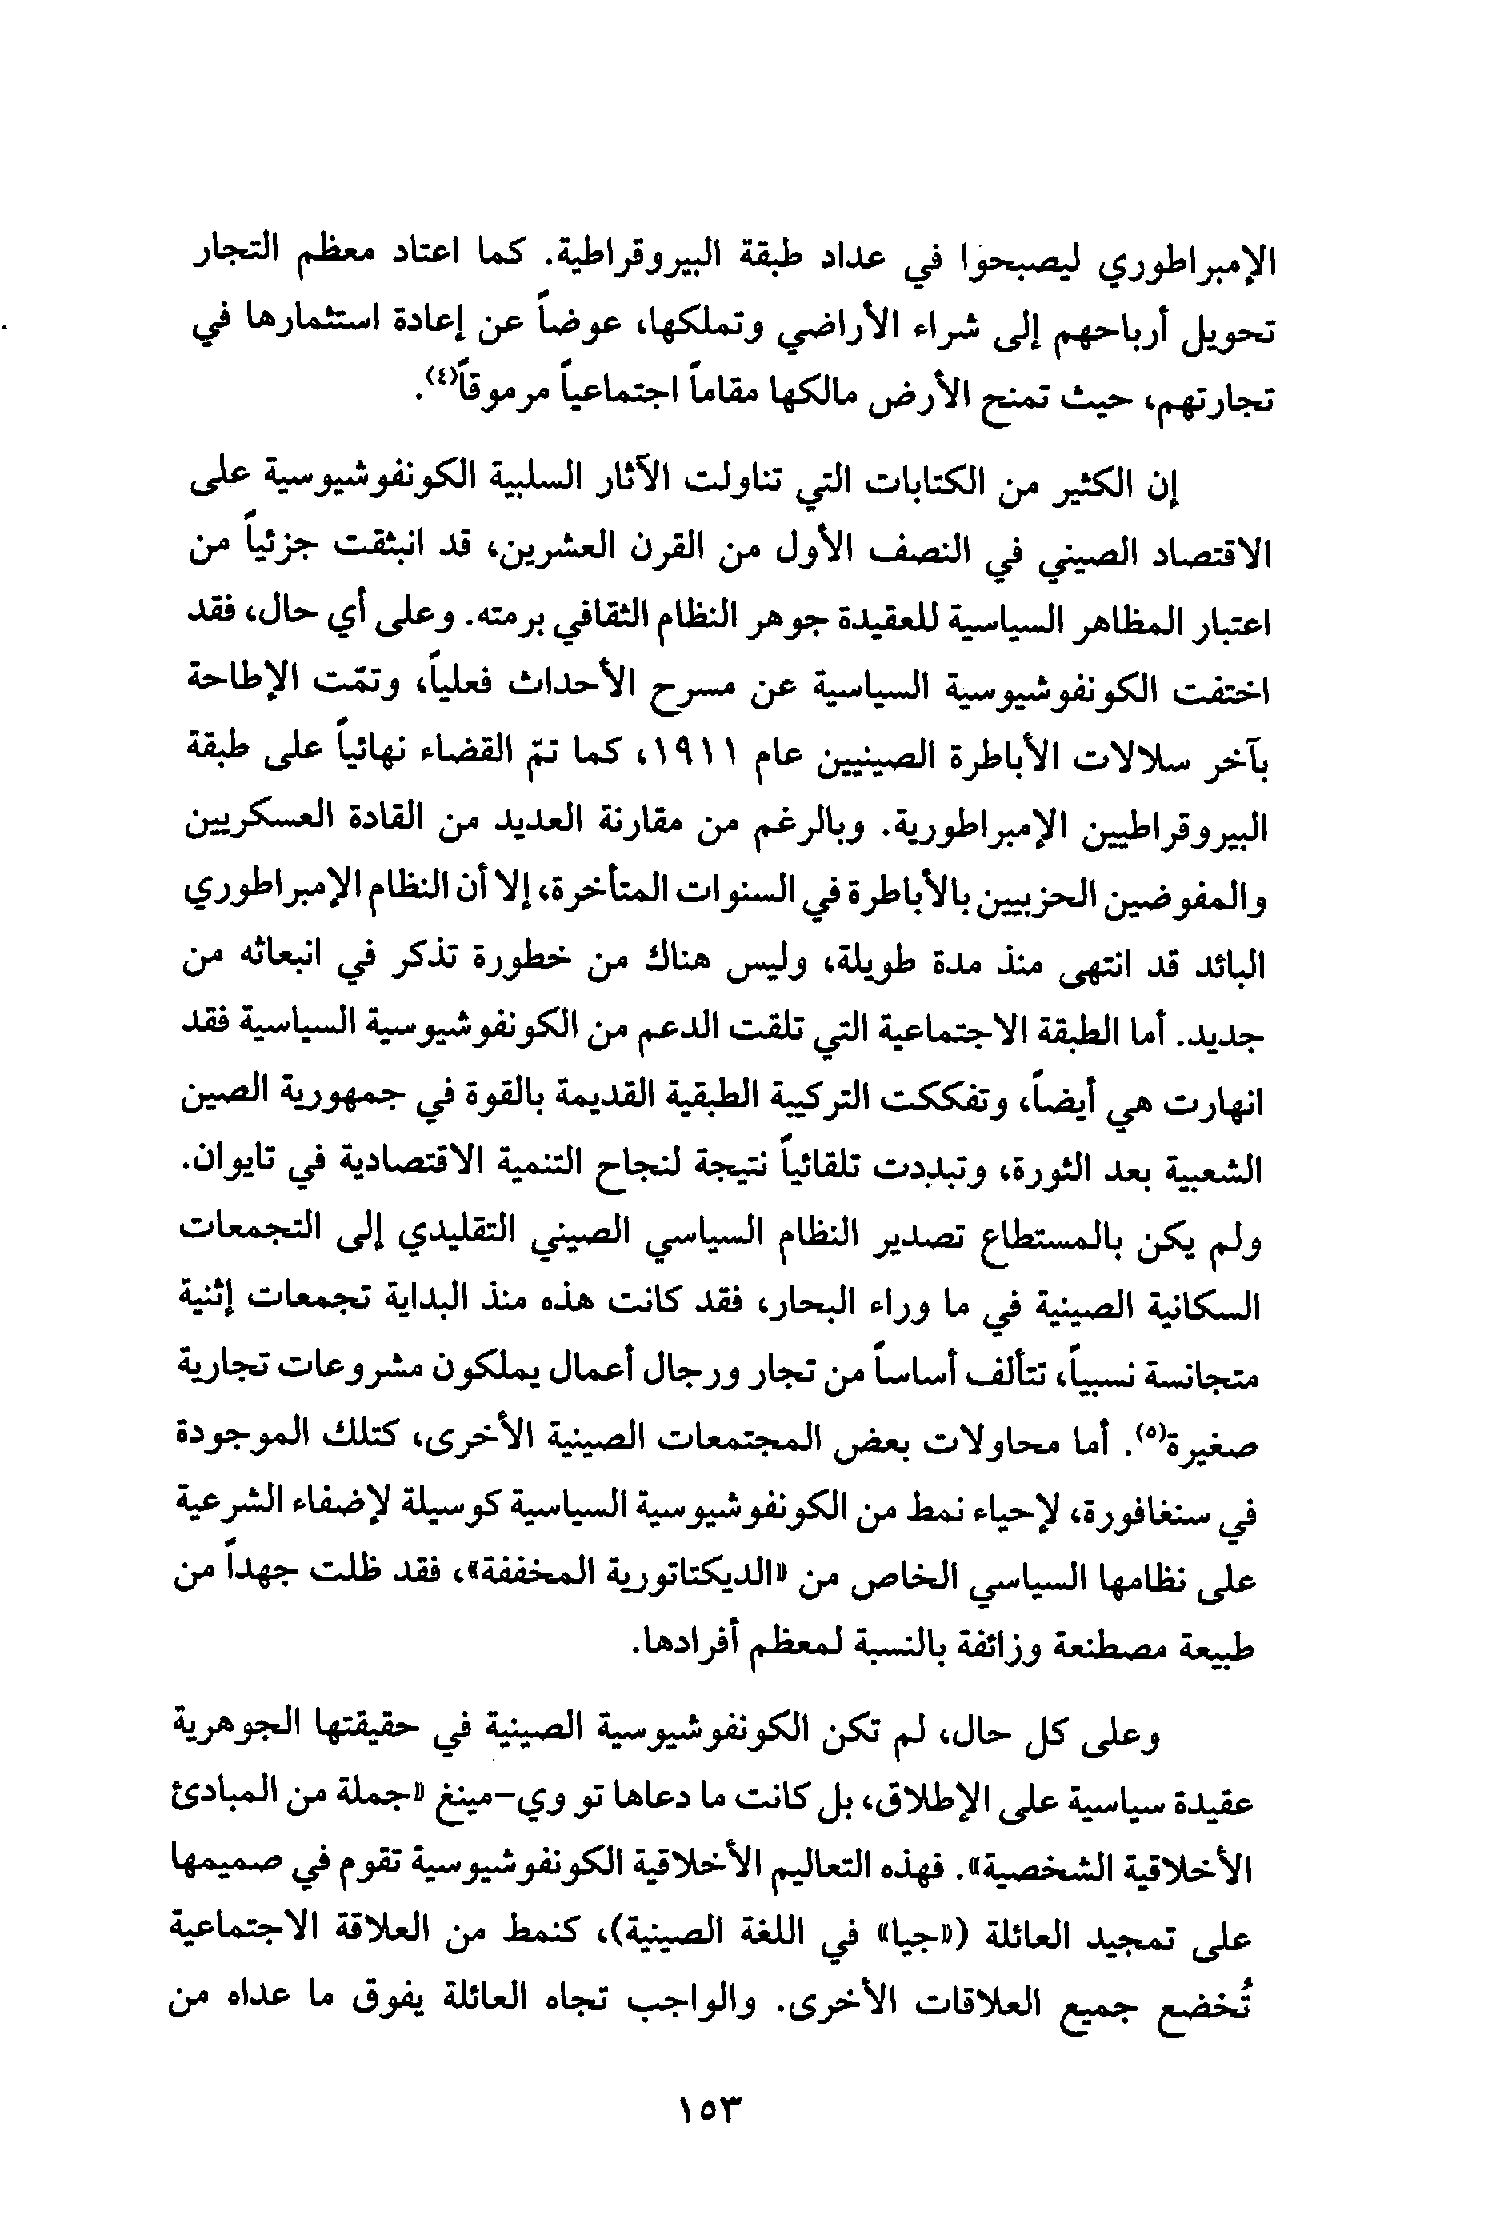 الإمبراطوري ليصبحوا في عداد طبقة البيروقراطية. كما اعتاد معظم التجار
تحويل أرباحهم إلى شراء الأراضي وتملكها، عوضاً عن إعادة استثمارها في
تجارتهم، حيث تمنح الأرض مالكها مقاماً اجتماعياً مرموقاً(٤).
إن الكثير من الكتابات التي تناولت الآثار السلبية الكونفوشيوسية على
الاقتصاد الصيني في النصف الأول من القرن العشرين، قد انبثقت جزئياً من
اعتبار المظاهر السياسية للعقيدة جوهر النظام الثقافي برمته. وعلى أي حال، فقد
اختفت الكونفوشيوسية السياسية عن مسرح الأحداث فعلياً، وتمّت الإطاحة
بآخر سلالات الأباطرة الصينيين عام ١٩١١، كما تمّ القضاء نهائياً على طبقة
البيروقراطيين الإمبراطورية. وبالرغم من مقارنة العديد من القادة العسكريين
والمفوضين الحزبيين بالأباطرة في السنوات المتأخرة، إلا أن النظام الإمبراطوري
البائد قد انتهى منذ مدة طويلة، وليس هناك من خطورة تذكر في انبعاثه من
جديد. أما الطبقة الاجتماعية التي تلقت الدعم من الكونفوشيوسية السياسية فقد
انهارت هي أيضاً، وتفككت التركيبة الطبقية القديمة بالقوة في جمهورية الصين
الشعبية بعد الثورة، وتبددت تلقائياً نتيجة لنجاح التنمية الاقتصادية في تايوان.
ولم يكن بالمستطاع تصدير النظام السياسي الصيني التقليدي إلى التجمعات
السكانية الصينية في ما وراء البحار، فقد كانت هذه منذ البداية تجمعات إثنية
متجانسة نسبياً، تتألف أساساً من تجار ورجال أعمال يملكون مشروعات تجارية
صغيرة(٥). أما محاولات بعض المجتمعات الصينية الأخرى، كتلك الموجودة
في سنغافورة، لإحياء نمط من الكونفوشيوسية السياسية كوسيلة لإضفاء الشرعية
على نظامها السياسي الخاص من «الديكتاتورية المخففة»، فقد ظلت جهداً من
طبيعة مصطنعة وزائفة بالنسبة لمعظم أفرادها.
وعلى كل حال، لم تكن الكونفوشيوسية الصينية في حقيقتها الجوهرية
عقيدة سياسية على الإطلاق، بل كانت ما دعاها تو وي-مينغ «جملة من المبادئ
الأخلاقية الشخصية». فهذه التعاليم الأخلاقية الكونفوشيوسية تقوم في صميمها
على تمجيد العائلة («جيا» في اللغة الصينية)، كنمط من العلاقة الاجتماعية
تُخضع جميع العلاقات الأخرى. والواجب تجاه العائلة يفوق ما عداه من
١٥٣